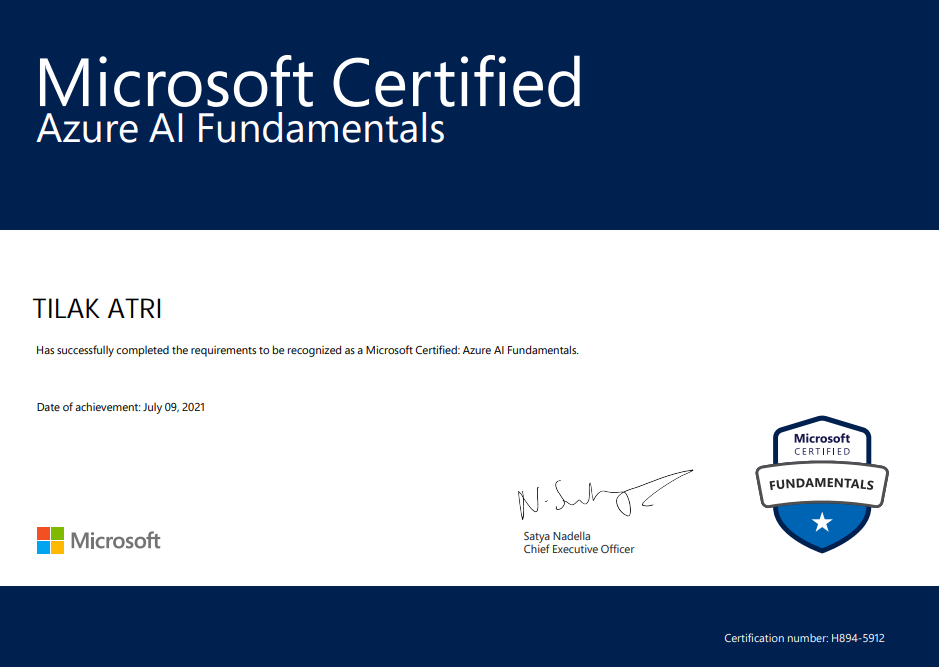 Microsoft Certified
Azure AI Fundamentals
TILAK ATRI
Has successfully completed the requirements to be recognized as a Microsoft Certified: Azure AI Fundamentals.
Date of achievement: July 09, 2021
Microsoft
CERTIFIED
FUNDAMENTALS
N. Satya
Satya Nadella
Chief Executive Officer
Microsoft
Certification number: H894-5912